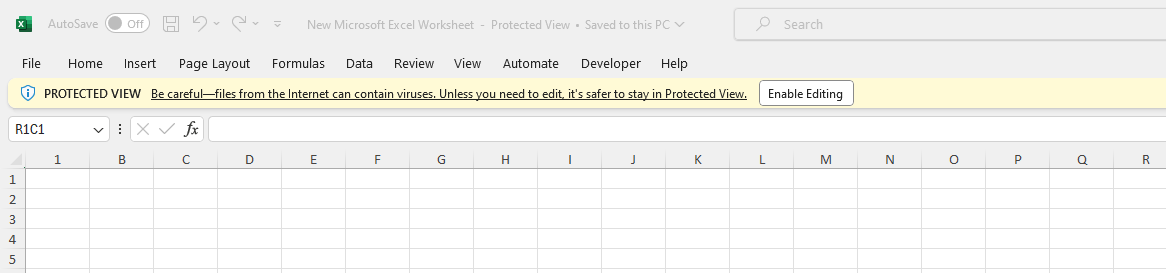 AutoSave Off New Microsoft Excel Worksheet - Protected View • Saved to this PC Search
File Home Insert Page Layout Formulas Data Review View Automate Developer Help
PROTECTED VIEW Be careful—files from the Internet can contain viruses. Unless you need to edit, it's safer to stay in Protected View. Enable Editing
R1C1 fx
1 B C D E F G H I J K L M N O P Q R
1
2
3
4
5